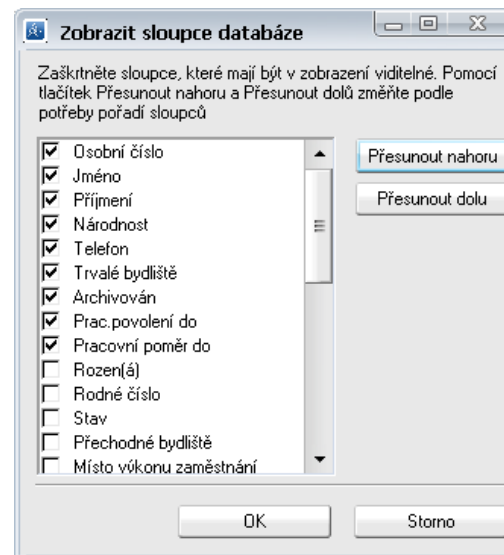 Zobrazit sloupce databáze
Zaškrtněte sloupce, které mají být v zobrazení viditelné. Pomocí
tlačítek Přesunout nahoru a Přesunout dolů změňte podle
potřeby pořadí sloupců
Osobní číslo
Jméno
Příjmení
Národnost
Telefon
Trvalé bydliště
Archivován
Prac.povolení do
Pracovní poměr do
Rozen(á)
Rodné číslo
Stav
Přechodné bydliště
Místo výkonu zaměstnání
Přesunout nahoru
Přesunout dolu
OK
Storno